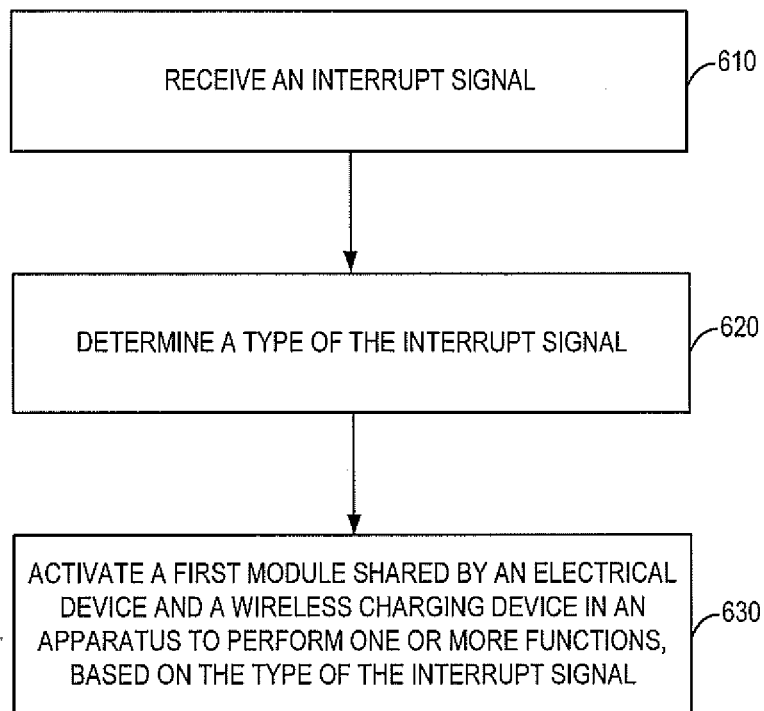 RECEIVE AN INTERRUPT SIGNAL
610
DETERMINE A TYPE OF THE INTERRUPT SIGNAL
620
ACTIVATE A FIRST MODULE SHARED BY AN ELECTRICAL
DEVICE AND A WIRELESS CHARGING DEVICE IN AN
APPARATUS TO PERFORM ONE OR MORE FUNCTIONS,
BASED ON THE TYPE OF THE INTERRUPT SIGNAL
630